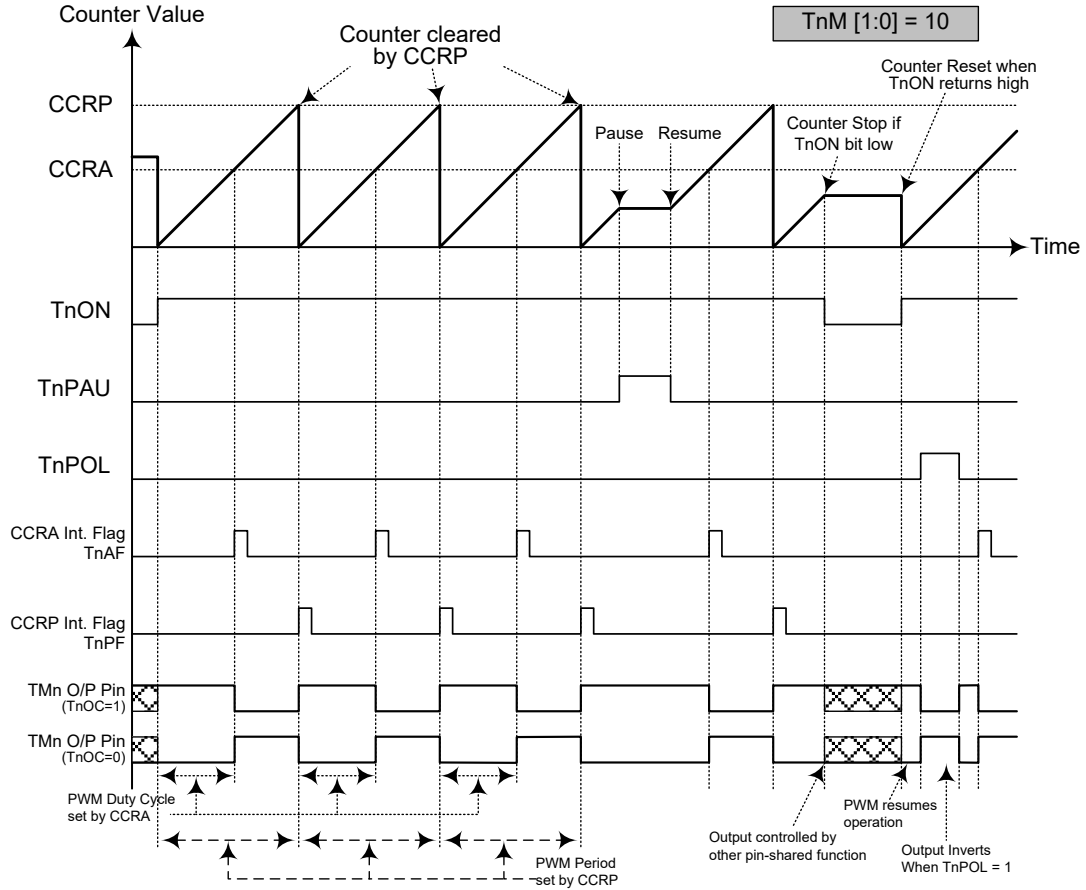 Counter Value
TnM [1:0] = 10
Counter cleared
by CCRP
Counter Reset when
TnON returns high
CCRP
Pause
Resume
Counter Stop if
TnON bit low
CCRA
Time
TnON
TnPAU
TnPOL
CCRA Int. Flag
TnAF
CCRP Int. Flag
TnPF
TMn O/P Pin
(TnOC=1)
TMn O/P Pin
(TnOC=0)
PWM Duty Cycle
set by CCRA
PWM resumes
operation
Output controlled by
other pin-shared function
Output Inverts
When TnPOL = 1
PWM Period
set by CCRP